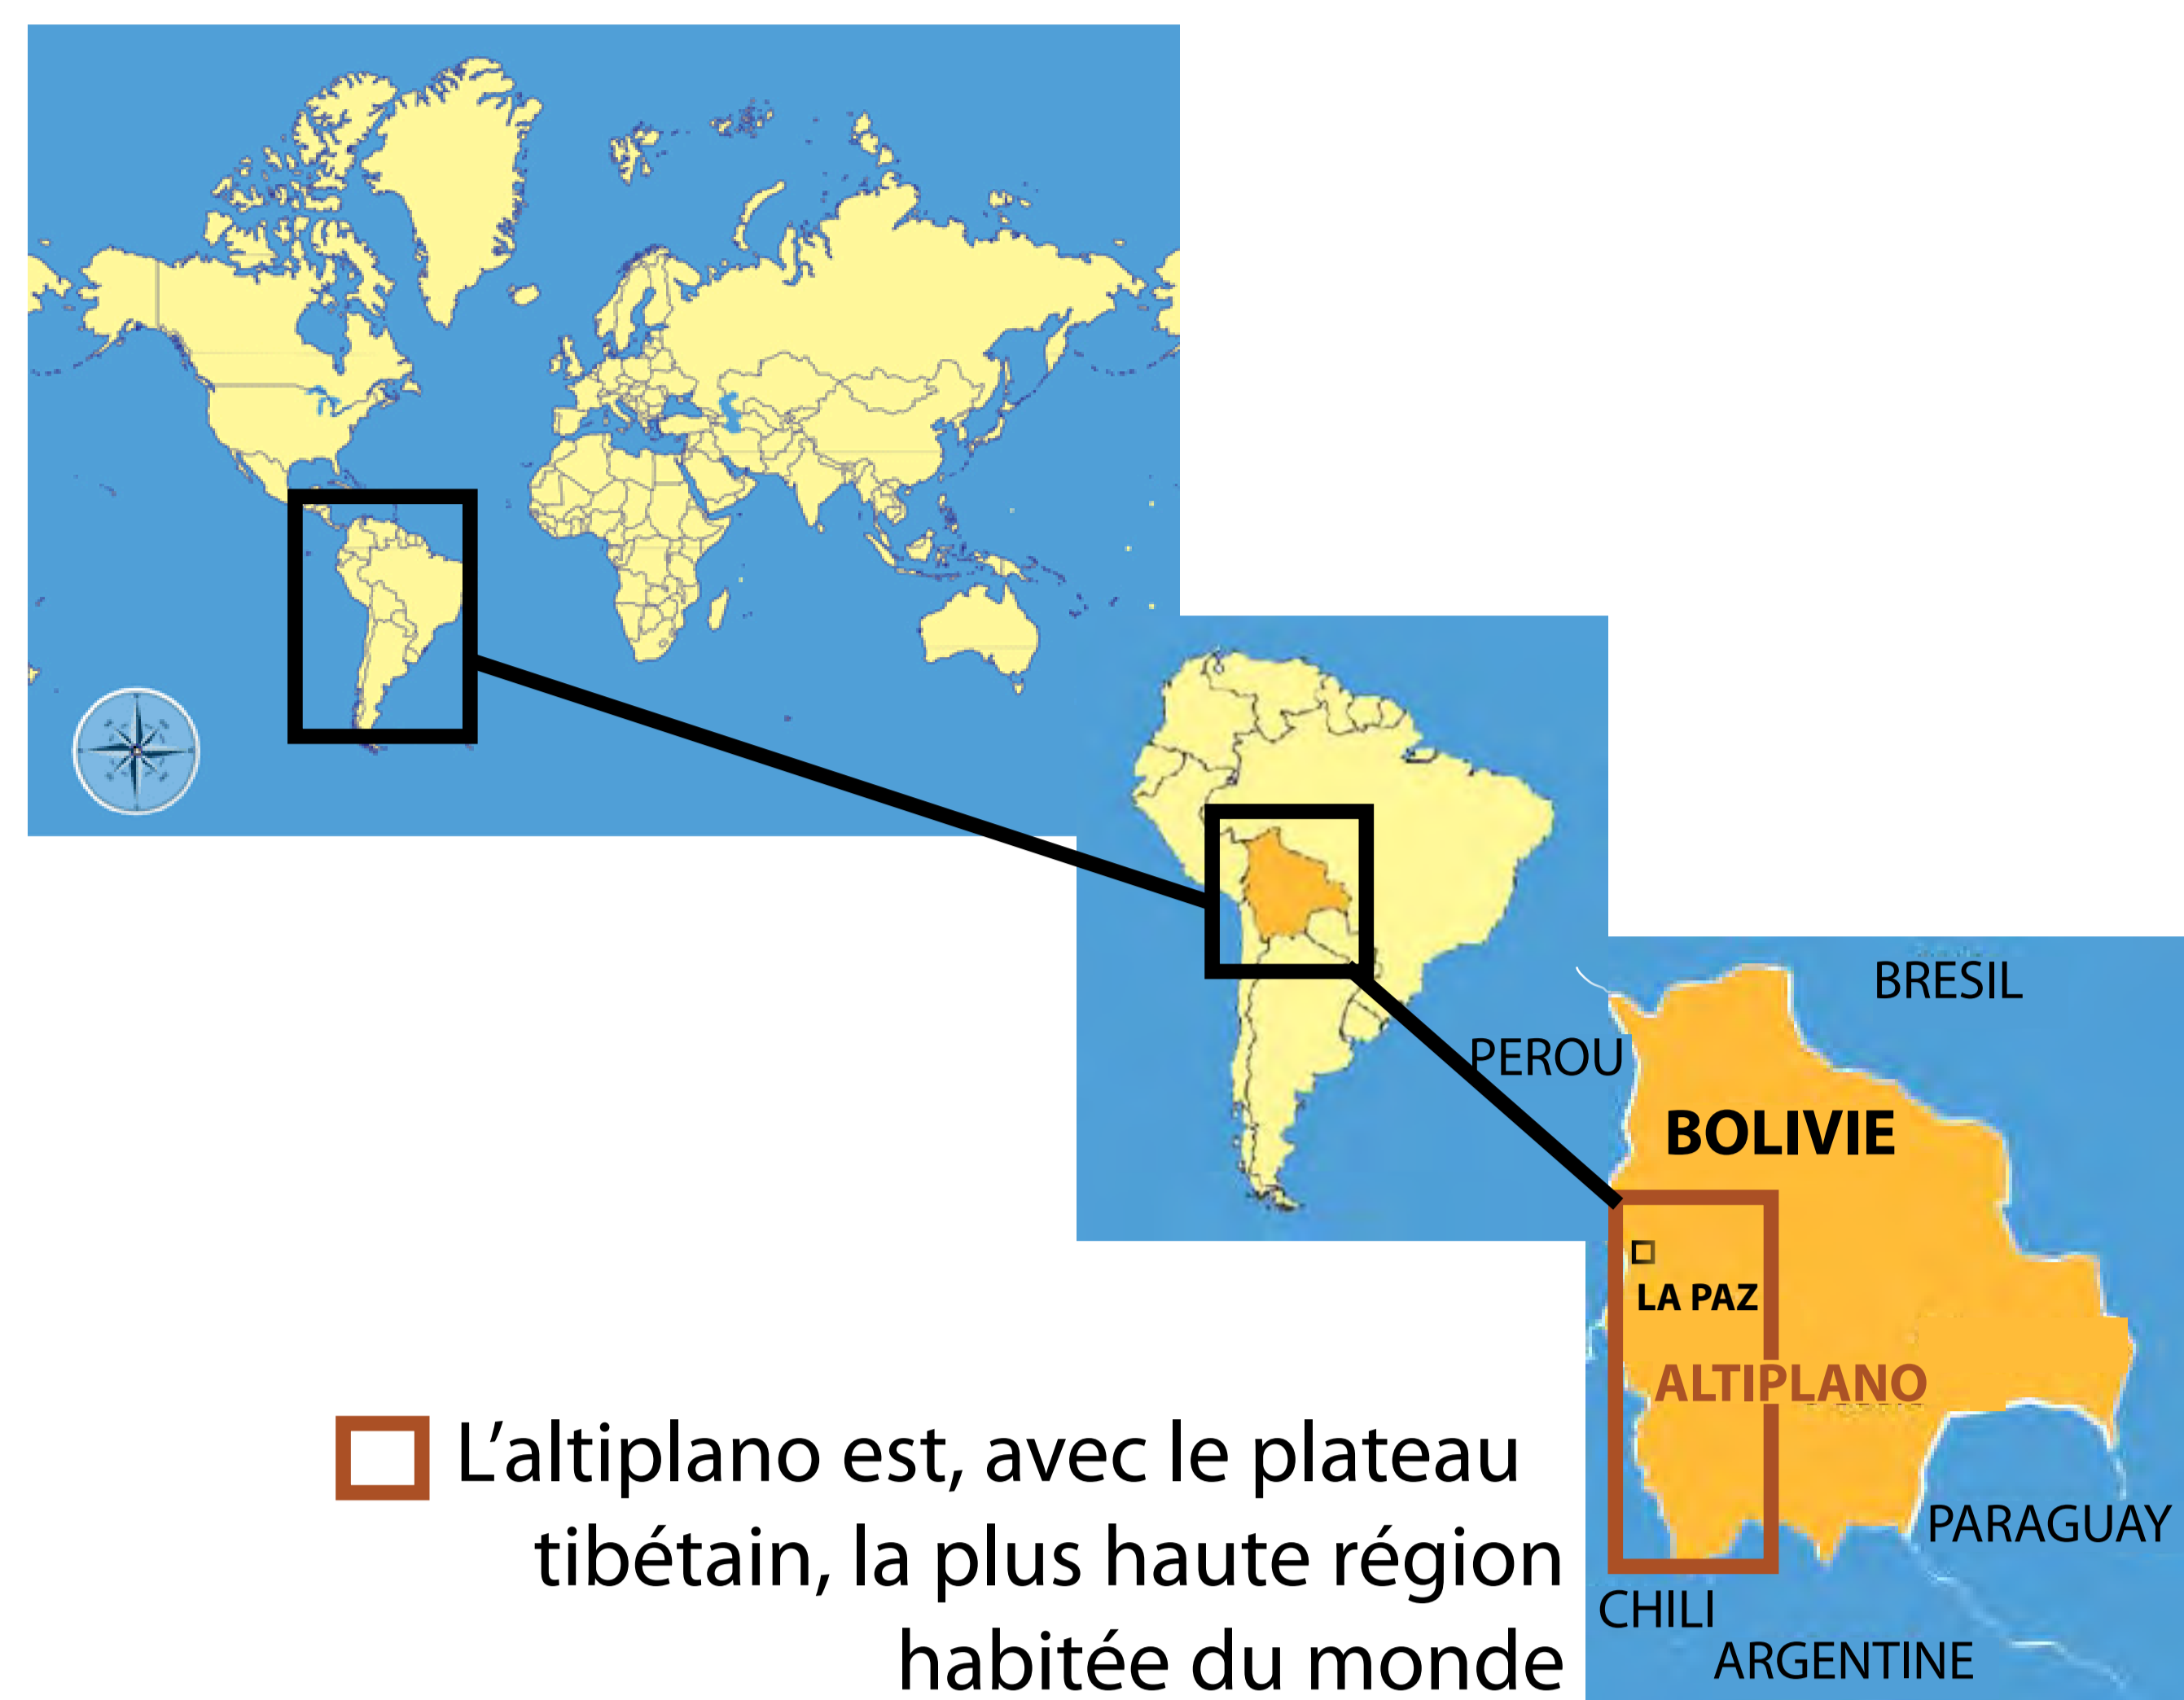 BRESIL
PEROU
BOLIVIE
LA PAZ
ALTIPLANO
L’altiplano est, avec le plateau
tibétain, la plus haute région
habitée du monde
PARAGUAY
CHILI
ARGENTINE